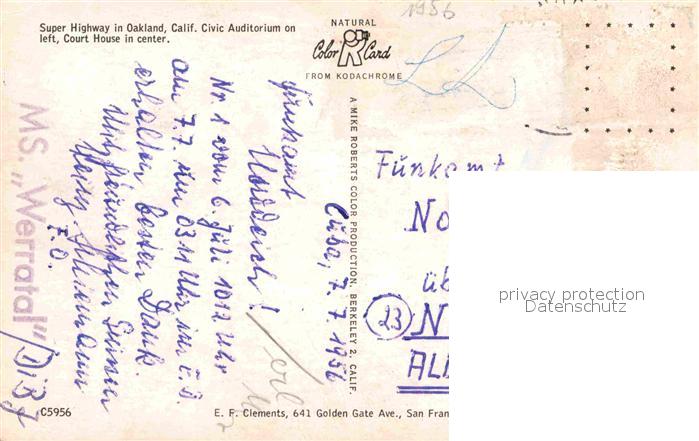 Super Highway in Oakland, Calif. Civic Auditorium on
left, Court House in center.
NATURAL
Color Card
FROM KODACHROME
1956
A MIKE ROBERTS COLOR PRODUCTION, BERKELEY 2, CALIF.
Cuba, 7.7.1956
Funkamt
Norddeich!
Nr. 1 vom 6. Juli 1012 Uhr
am 7.7 um 0311 Uhr
erhalten besten Dank.
Mit freundlichen
F.O.
MS. „Werratal"
Funkamt
No
üb
23 N
privacy protection
Datenschutz
C5956
E. F. Clements, 641 Golden Gate Ave., San Fran